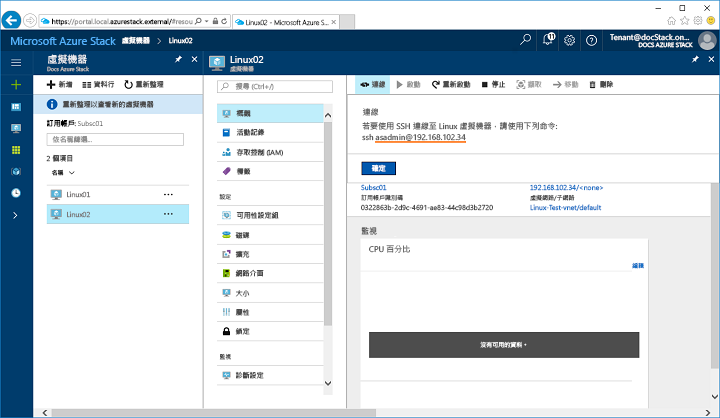 https://portal.local.azurestack.external/#resou
Linux02 - Microsoft Azure St...
Microsoft Azure Stack 虛擬機器 > Linux02
11
Tenant@docStack.on...
DOCS AZURE STACK
虛擬機器
Docs Azure Stack
新增 資料行 重新整理
重新整理以查看新的虛擬機器
訂用帳戶: Subsc01
依名稱篩選...
2 個項目
名稱
Linux01
Linux02
Linux02
虛擬機器
搜尋 (Ctrl+/)
概觀
活動記錄
存取控制 (IAM)
標籤
設定
可用性設定組
磁碟
擴充
網路介面
大小
屬性
鎖定
監視
診斷設定
連線 啟動 重新啟動 停止 擷取 移動 刪除
連線
若要使用 SSH 連線至 Linux 虛擬機器，請使用下列命令:
ssh asadmin@192.168.102.34
確定
Subsc01
訂用帳戶識別碼
0322863b-2d9c-4691-ae83-44c98d3b2720
192.168.102.34/<none>
虛擬網路/子網路
Linux-Test-vnet/default
監視
CPU 百分比
編輯
沒有可用的資料。